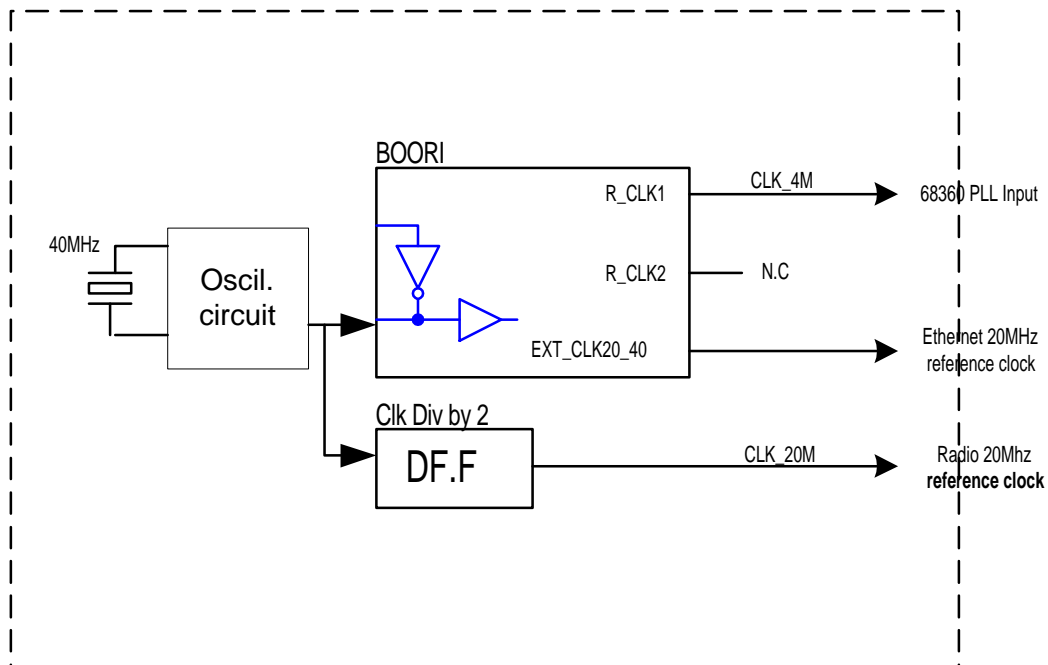 BOORI
R_CLK1
CLK_4M
68360 PLL Input
40MHz
Oscil.
circuit
R_CLK2
N.C
EXT_CLK20_40
Ethernet 20MHz
reference clock
Clk Div by 2
DF.F
CLK_20M
Radio 20Mhz
reference clock